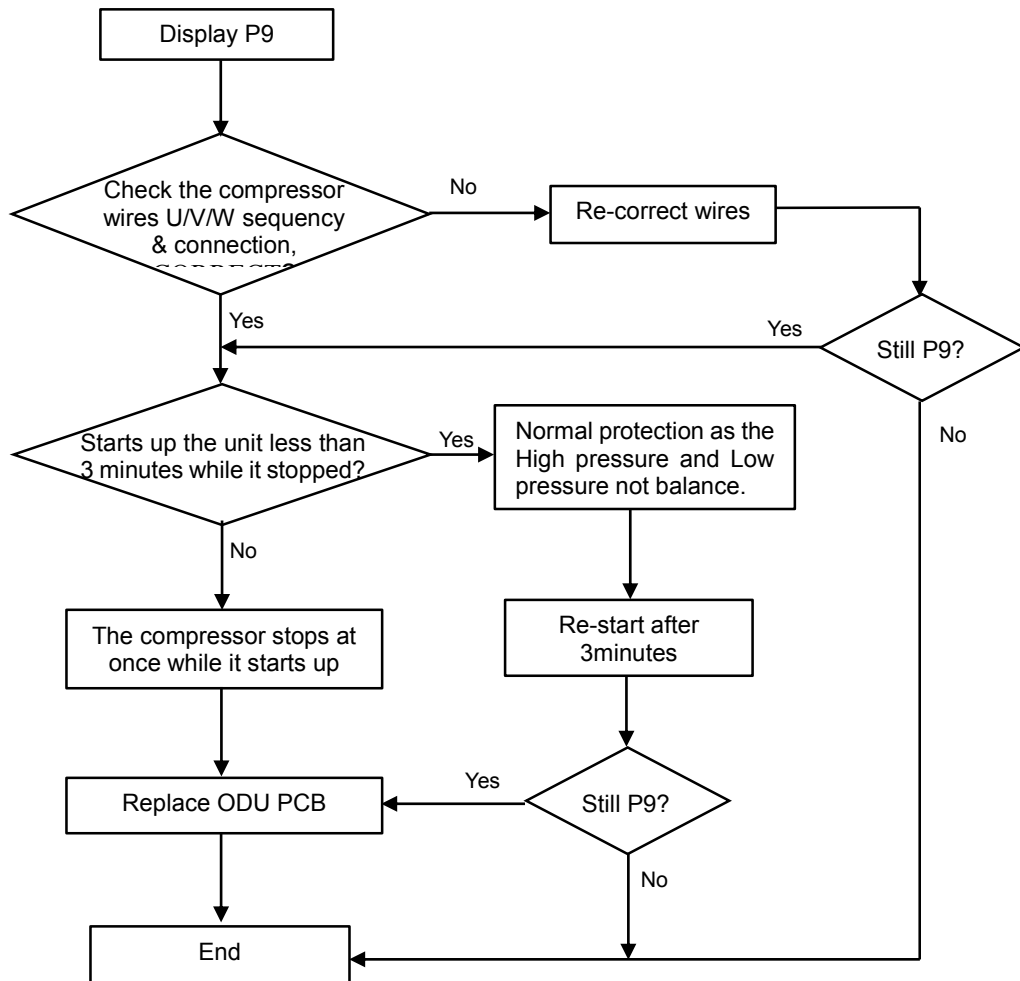 Display P9
Check the compressor
wires U/V/W sequency
& connection,
No
Re-correct wires
Yes
Yes
Still P9?
No
Starts up the unit less than
3 minutes while it stopped?
Yes
Normal protection as the
High pressure and Low
pressure not balance.
No
The compressor stops at
once while it starts up
Re-start after
3minutes
Replace ODU PCB
Yes
Still P9?
No
End